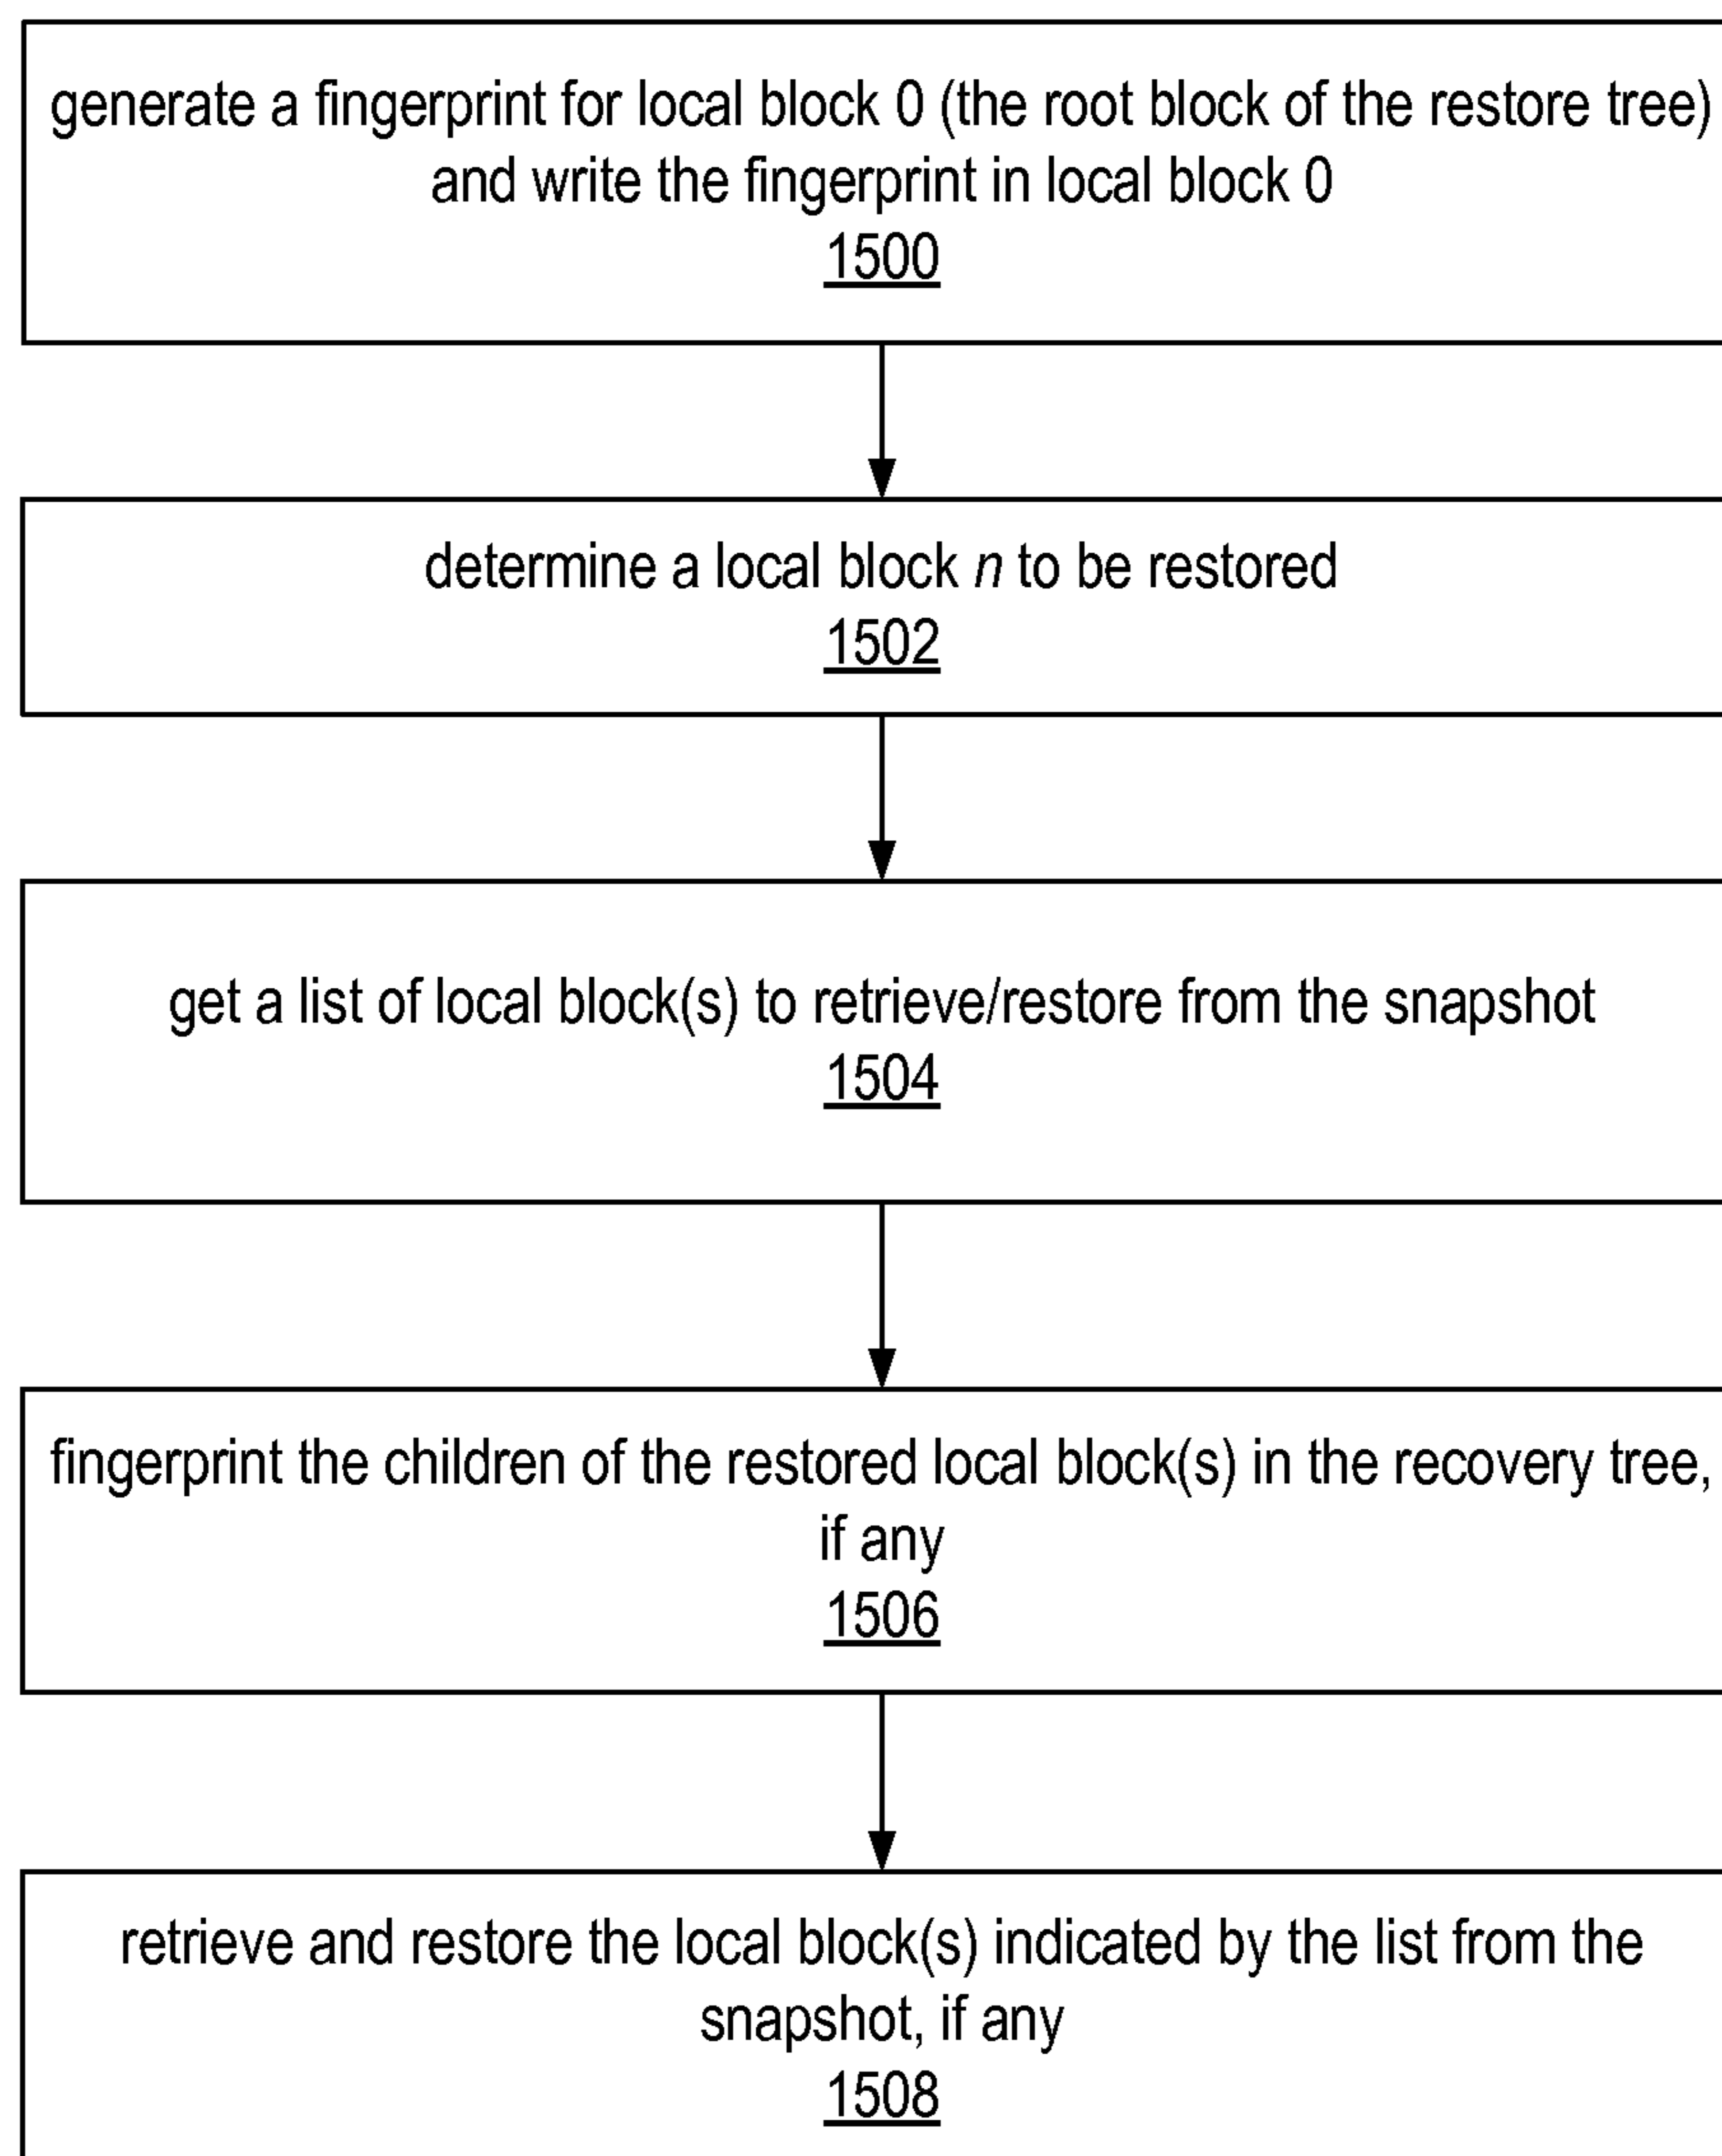 generate a fingerprint for local block 0 (the root block of the restore tree)
and write the fingerprint in local block 0
1500
determine a local block n to be restored
1502
get a list of local block(s) to retrieve/restore from the snapshot
1504
fingerprint the children of the restored local block(s) in the recovery tree,
if any
1506
retrieve and restore the local block(s) indicated by the list from the
snapshot, if any
1508